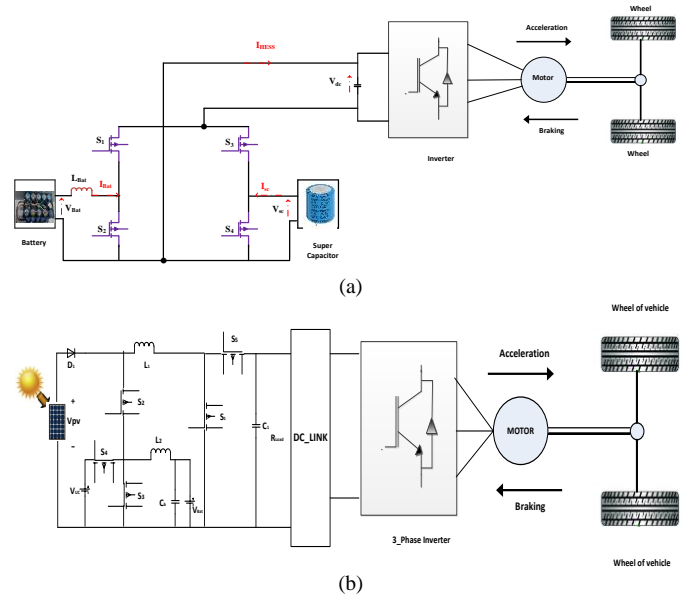 Wheel
I_HESS
Acceleration
V_dc
Motor
S₁
S₃
Braking
Inverter
Wheel
L_Bat
I_Bat
I_sc
V_Bat
V_sc
S₂
S₄
Battery
Super
Capacitor
(a)
Wheel of vehicle
S₅
D₁
L₁
Acceleration
S₂
Vpv
S₁
C₁
R_Load
DC_LINK
MOTOR
S₄
L₂
V_UC
S₃
C_b
V_Bat
Braking
3_Phase Inverter
Wheel of vehicle
(b)